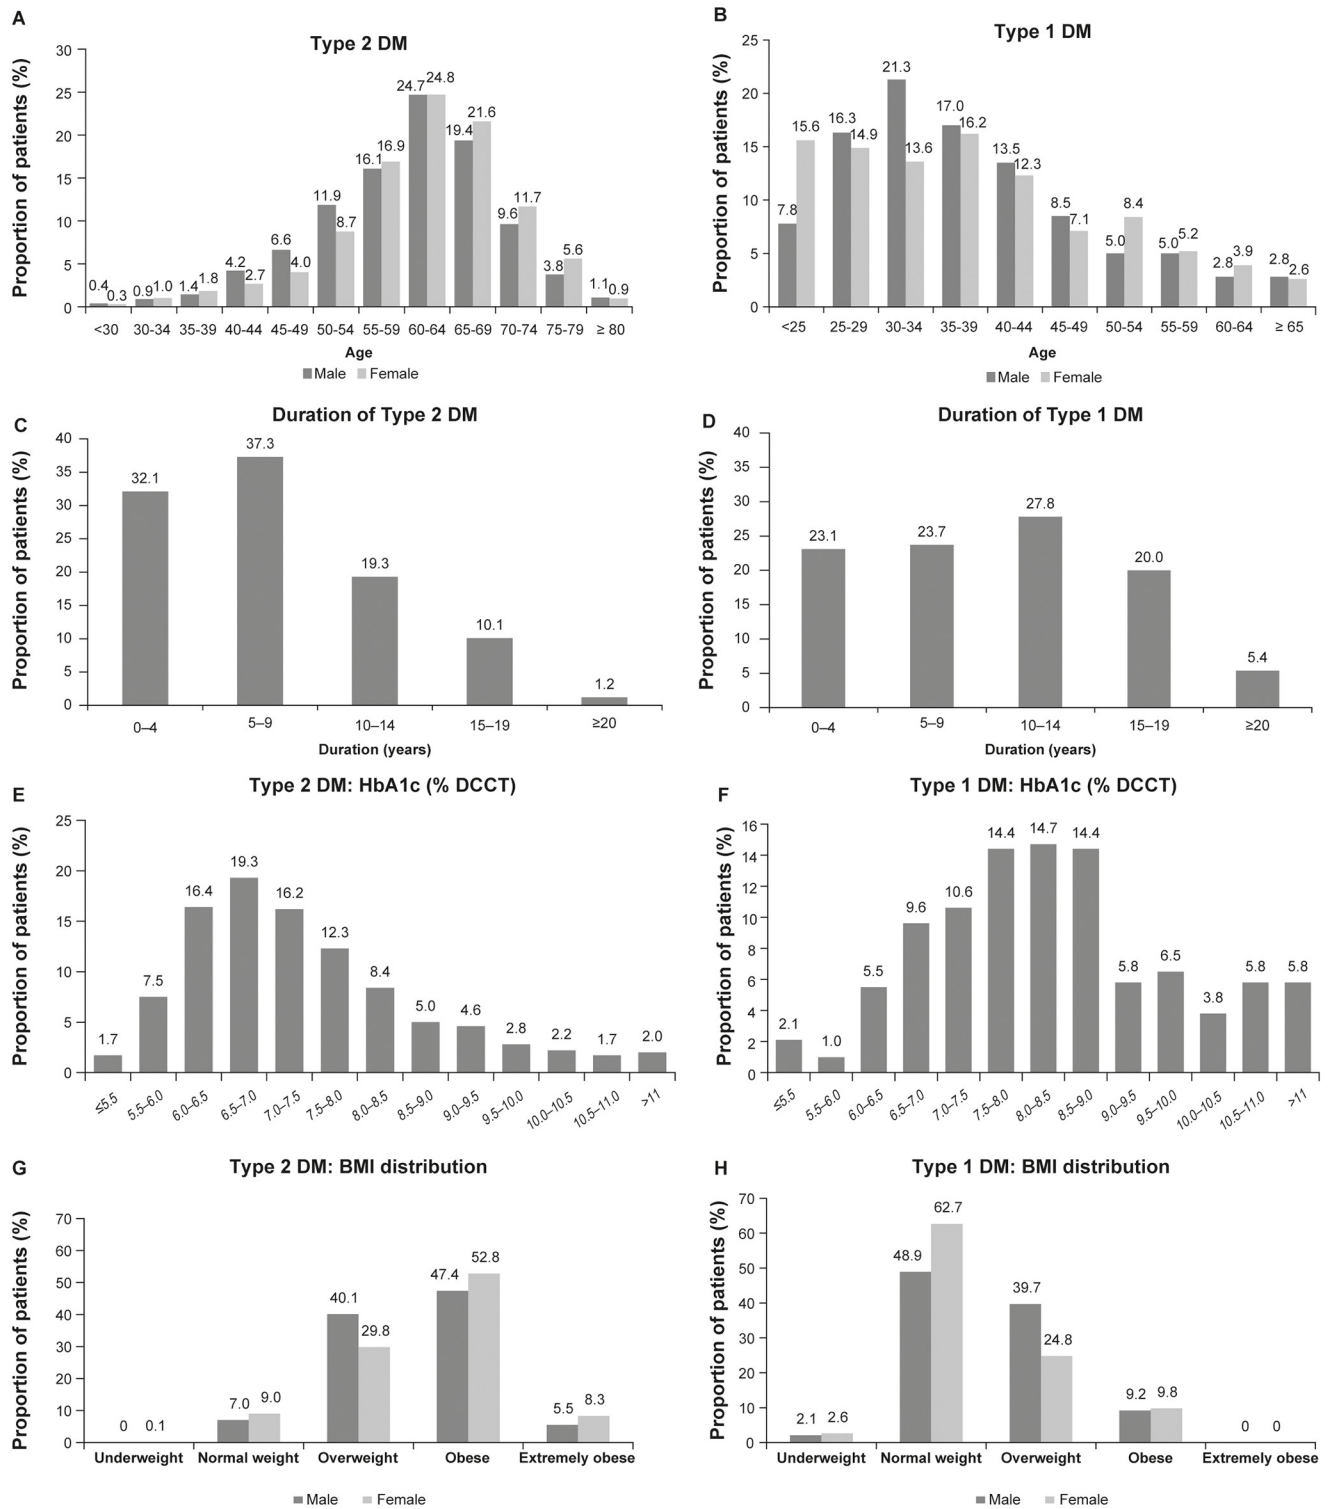 A
Type 2 DM
Proportion of patients (%)
30
25
20
15
10
5
0
0.4 0.3 0.9 1.0 1.4 1.8 4.2 2.7 6.6 4.0 11.9 8.7 16.1 16.9 24.7 24.8 19.4 21.6 9.6 11.7 3.8 5.6 1.1 0.9
<30 30-34 35-39 40-44 45-49 50-54 55-59 60-64 65-69 70-74 75-79 ≥ 80
Age
Male Female
B
Type 1 DM
Proportion of patients (%)
25
20
15
10
5
0
7.8 15.6 16.3 14.9 21.3 13.6 17.0 16.2 13.5 12.3 8.5 7.1 5.0 8.4 5.0 5.2 2.8 3.9 2.8 2.6
<25 25-29 30-34 35-39 40-44 45-49 50-54 55-59 60-64 ≥ 65
Age
Male Female
C
Duration of Type 2 DM
Proportion of patients (%)
40
35
30
25
20
15
10
5
0
32.1 37.3 19.3 10.1 1.2
0–4 5–9 10–14 15–19 ≥20
Duration (years)
D
Duration of Type 1 DM
Proportion of patients (%)
40
35
30
25
20
15
10
5
0
23.1 23.7 27.8 20.0 5.4
0–4 5–9 10–14 15–19 ≥20
Duration (years)
E
Type 2 DM: HbA1c (% DCCT)
Proportion of patients (%)
25
20
15
10
5
0
1.7 7.5 16.4 19.3 16.2 12.3 8.4 5.0 4.6 2.8 2.2 1.7 2.0
≤5.5 5.5–6.0 6.0–6.5 6.5–7.0 7.0–7.5 7.5–8.0 8.0–8.5 8.5–9.0 9.0–9.5 9.5–10.0 10.0–10.5 10.5–11.0 >11
F
Type 1 DM: HbA1c (% DCCT)
Proportion of patients (%)
16
14
12
10
8
6
4
2
0
2.1 1.0 5.5 9.6 10.6 14.4 14.7 14.4 5.8 6.5 3.8 5.8 5.8
≤5.5 5.5–6.0 6.0–6.5 6.5–7.0 7.0–7.5 7.5–8.0 8.0–8.5 8.5–9.0 9.0–9.5 9.5–10.0 10.0–10.5 10.5–11.0 >11
G
Type 2 DM: BMI distribution
Proportion of patients (%)
70
60
50
40
30
20
10
0
0 0.1 7.0 9.0 40.1 29.8 47.4 52.8 5.5 8.3
Underweight Normal weight Overweight Obese Extremely obese
Male Female
H
Type 1 DM: BMI distribution
Proportion of patients (%)
70
60
50
40
30
20
10
0
2.1 2.6 48.9 62.7 39.7 24.8 9.2 9.8 0 0
Underweight Normal weight Overweight Obese Extremely obese
Male Female